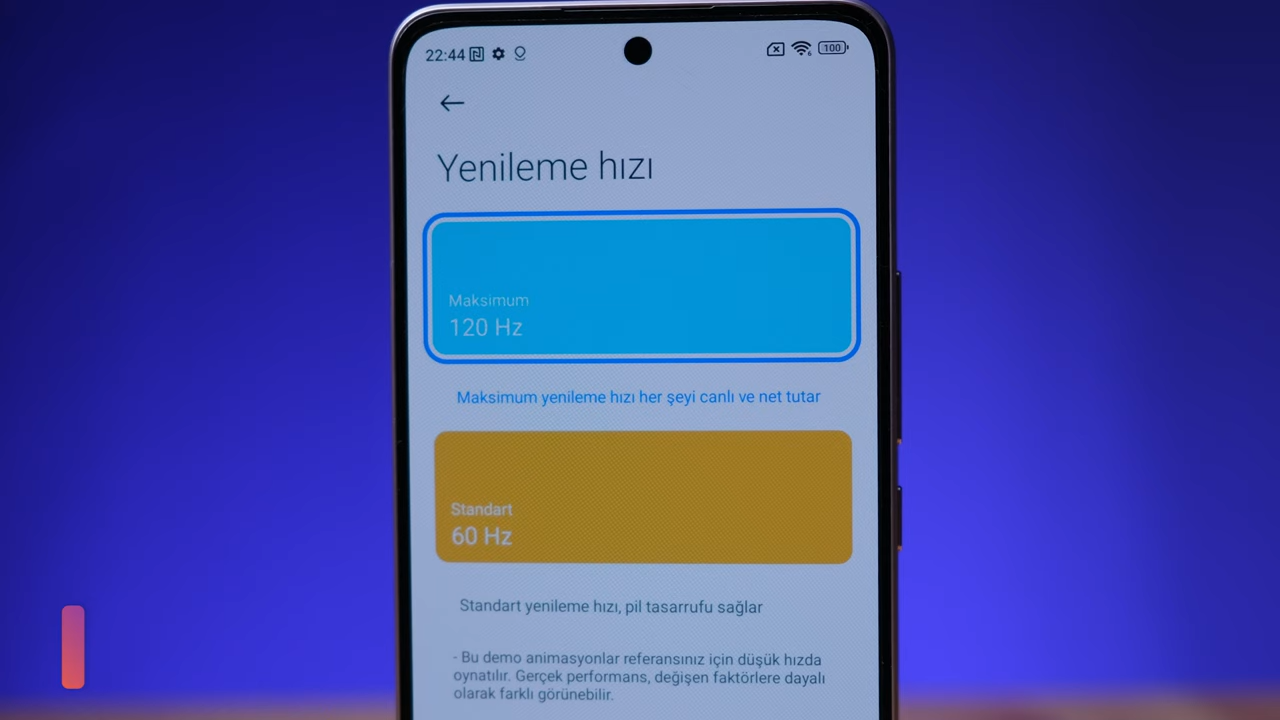 22:44
100
Yenileme hızı
Maksimum
120 Hz
Maksimum yenileme hızı her şeyi canlı ve net tutar
Standart
60 Hz
Standart yenileme hızı, pil tasarrufu sağlar
- Bu demo animasyonlar referansınız için düşük hızda
oynatılır. Gerçek performans, değişen faktörlere dayalı
olarak farklı görünebilir.